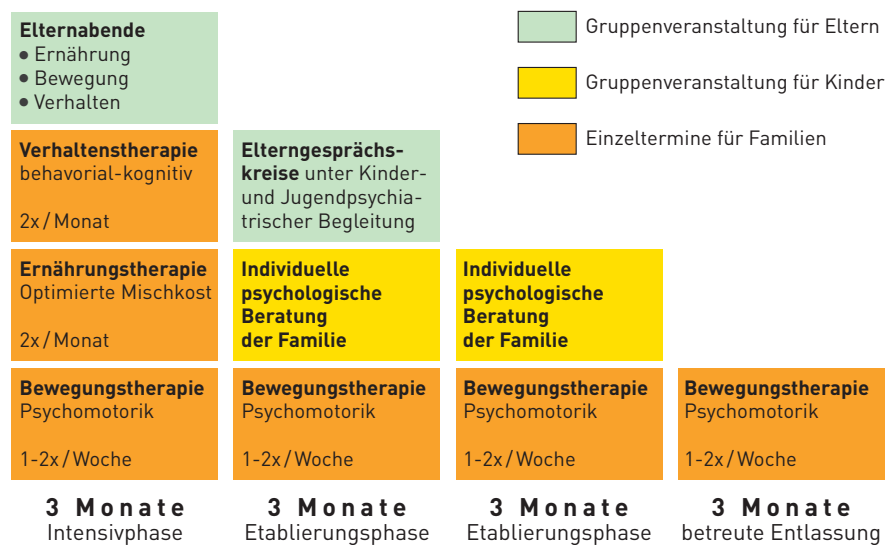 Elternabende
• Ernährung
• Bewegung
• Verhalten
Gruppenveranstaltung für Eltern
Gruppenveranstaltung für Kinder
Einzeltermine für Familien
Verhaltenstherapie
behavorial-kognitiv
2x/Monat
Elterngesprächs-
kreise unter Kinder-
und Jugendpsychia-
trischer Begleitung
Ernährungstherapie
Optimierte Mischkost
2x/Monat
Individuelle
psychologische
Beratung
der Familie
Individuelle
psychologische
Beratung
der Familie
Bewegungstherapie
Psychomotorik
1-2x/Woche
Bewegungstherapie
Psychomotorik
1-2x/Woche
Bewegungstherapie
Psychomotorik
1-2x/Woche
Bewegungstherapie
Psychomotorik
1-2x/Woche
3 Monate
Intensivphase
3 Monate
Etablierungsphase
3 Monate
Etablierungsphase
3 Monate
betreute Entlassung